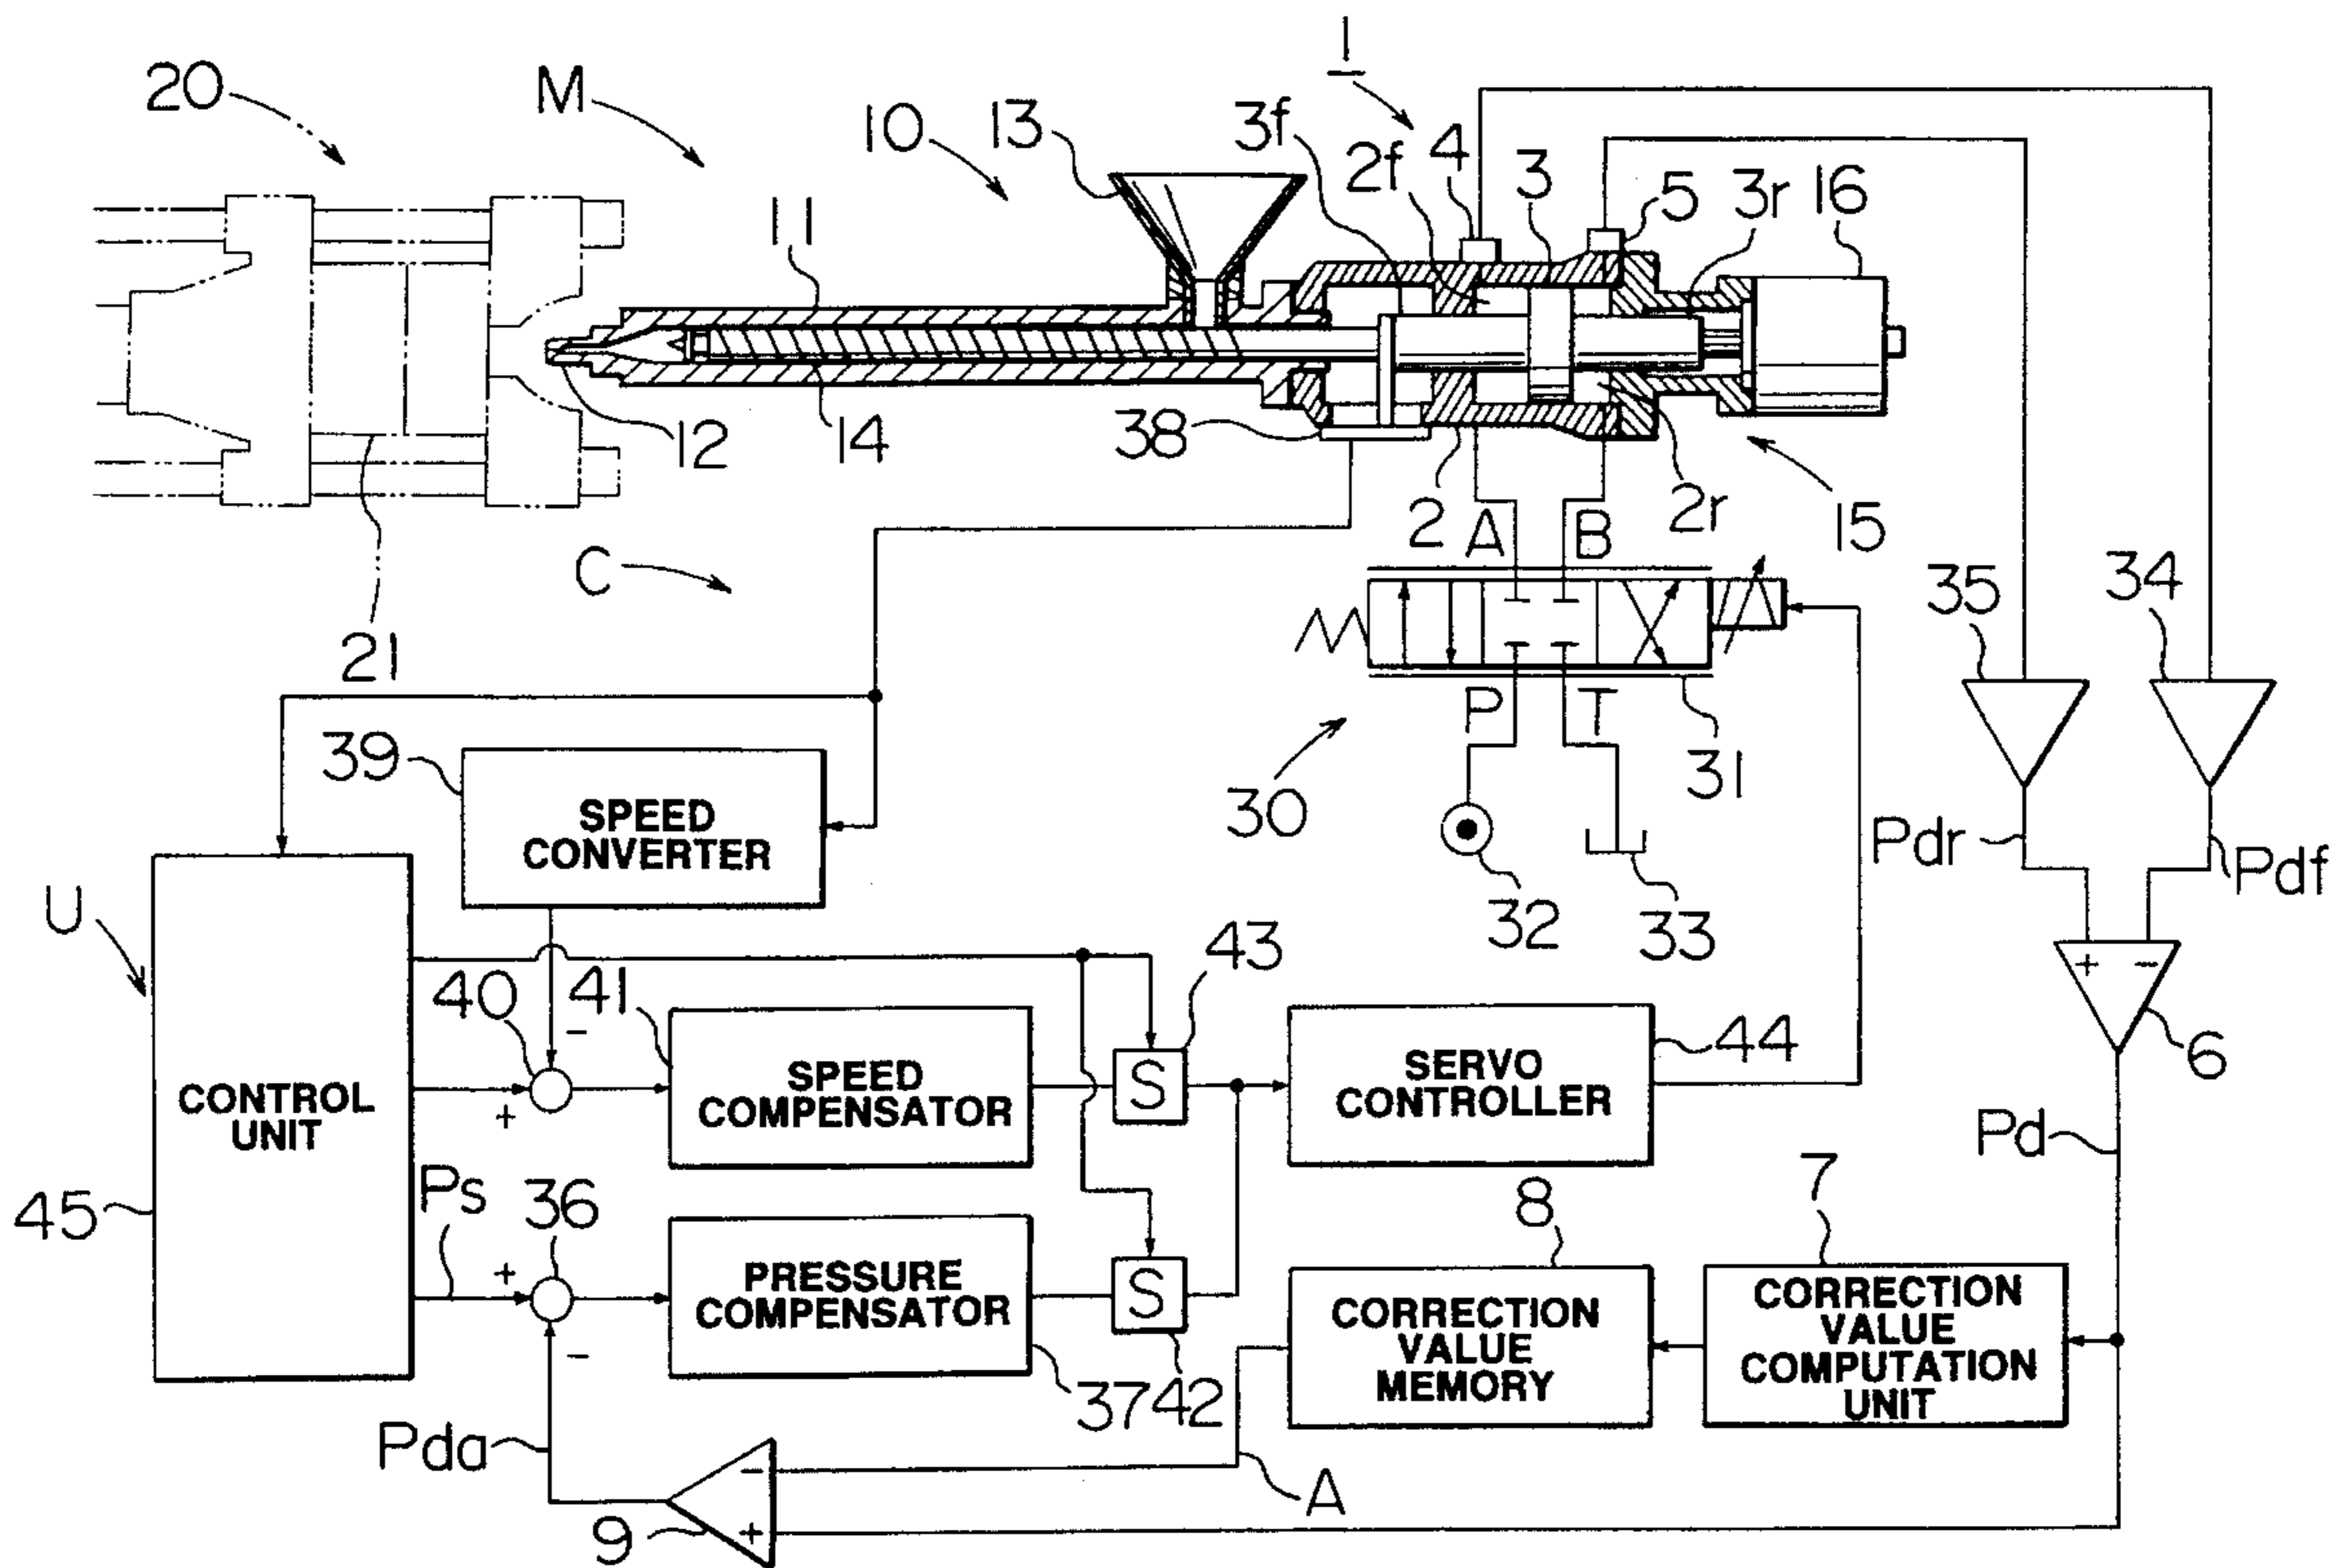 1
20
M
10
13
3f
2f
4
3
5
3r
16
11
12
14
38
2
A
B
2r
15
C
21
35
34
P
T
31
30
39
SPEED
CONVERTER
32
33
Pdr
Pdf
U
40
41
43
+
−
6
−
+
CONTROL
UNIT
SPEED
COMPENSATOR
S
SERVO
CONTROLLER
44
Pd
45
Ps
36
8
7
+
−
PRESSURE
COMPENSATOR
S
CORRECTION
VALUE
MEMORY
CORRECTION
VALUE
COMPUTATION
UNIT
37
42
Pda
−
+
9
A